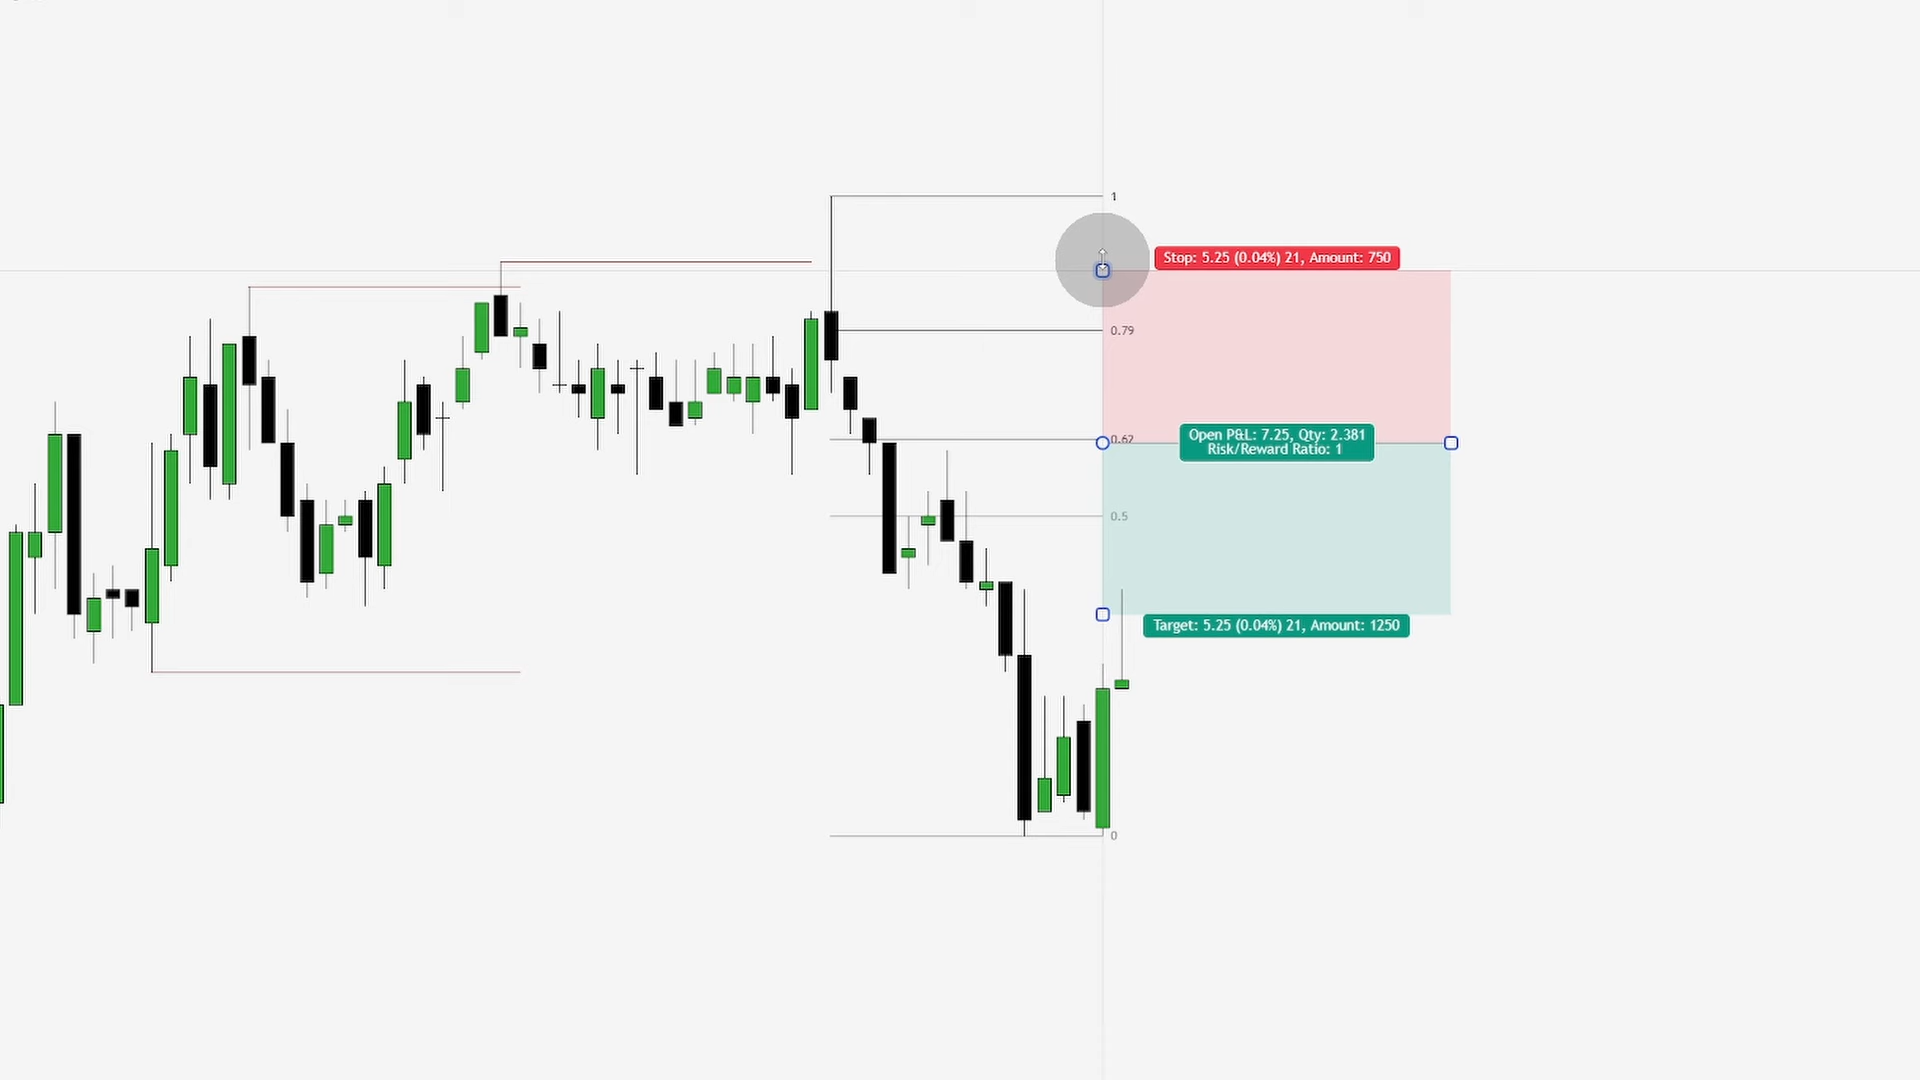 1
Stop: 5.25 (0.04%) 21, Amount: 750
0.79
Open P&L: 7.25, Qty: 2.381
Risk/Reward Ratio: 1
0.62
0.5
Target: 5.25 (0.04%) 21, Amount: 1250
0